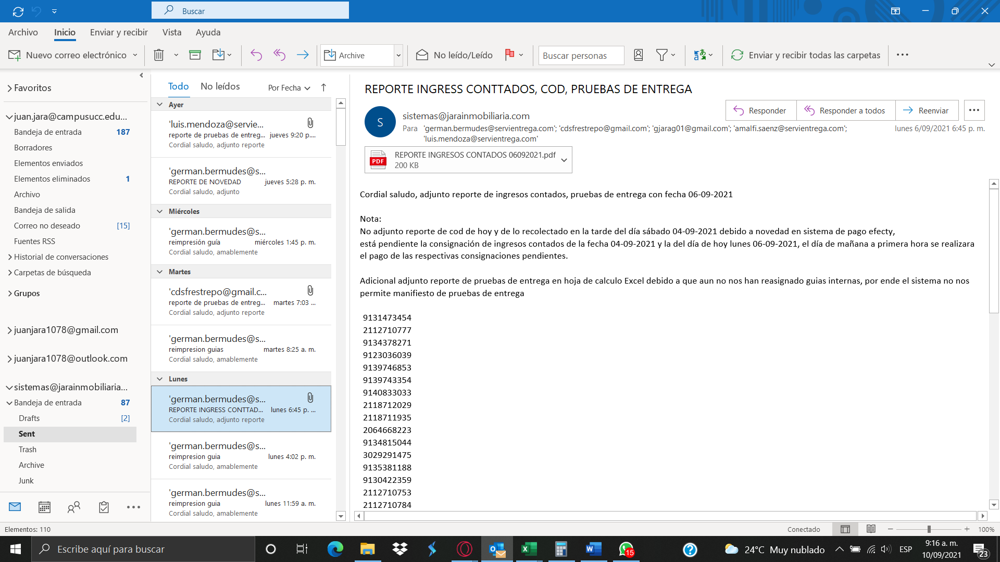 Buscar
Archivo Inicio Enviar y recibir Vista Ayuda
Nuevo correo electrónico Archive No leído/Leído Buscar personas Enviar y recibir todas las carpetas
Favoritos
juan.jara@campusucc.edu...
Bandeja de entrada 187
Borradores
Elementos enviados
Elementos eliminados 1
Archivo
Bandeja de salida
Correo no deseado [15]
Fuentes RSS
Historial de conversaciones
Carpetas de búsqueda
Grupos
juanjara1078@gmail.com
juanjara1078@outlook.com
sistemas@jarainmobiliaria...
Bandeja de entrada 87
Drafts [2]
Sent
Trash
Archive
Junk
Todo No leídos Por Fecha
Ayer
'luis.mendoza@servie...
reporte de pruebas de entreg... jueves 9:20 p....
Cordial saludo, adjunto reporte
'german.bermudes@s...
REPORTE DE NOVEDAD jueves 5:28 p. m.
Cordial saludo, adjunto
Miércoles
'german.bermudes@s...
reimpresión guía miércoles 1:45 p. m.
Cordial saludo, amablemente
Martes
'cdsfrestrepo@gmail.c...
reporte de pruebas de entreg... martes 7:03 ...
Cordial saludo, adjunto reporte
'german.bermudes@s...
reimpresion guias martes 8:25 a. m.
Cordial saludo, amablemente
Lunes
'german.bermudes@s...
REPORTE INGRESS CONTTAD... lunes 6:45 p. ...
Cordial saludo, adjunto reporte
'german.bermudes@s...
reimpresion guia lunes 4:02 p. m.
Cordial saludo, amablemente
'german.bermudes@s...
reimpresion guia lunes 11:59 a. m.
Cordial saludo, amablemente
REPORTE INGRESS CONTTADOS, COD, PRUEBAS DE ENTREGA
Responder Responder a todos Reenviar
S
sistemas@jarainmobiliaria.com
Para 'german.bermudes@servientrega.com'; 'cdsfrestrepo@gmail.com'; 'gjarag01@gmail.com'; 'amalfi.saenz@servientrega.com'; lunes 6/09/2021 6:45 p. m.
'luis.mendoza@servientrega.com'
PDF
REPORTE INGRESOS CONTADOS 06092021.pdf
200 KB
Cordial saludo, adjunto reporte de ingresos contados, pruebas de entrega con fecha 06-09-2021
Nota:
No adjunto reporte de cod de hoy y de lo recolectado en la tarde del día sábado 04-09-2021 debido a novedad en sistema de pago efecty,
está pendiente la consignación de ingresos contados de la fecha 04-09-2021 y la del día de hoy lunes 06-09-2021, el día de mañana a primera hora se realizara
el pago de las respectivas consignaciones pendientes.
Adicional adjunto reporte de pruebas de entrega en hoja de calculo Excel debido a que aun no nos han reasignado guias internas, por ende el sistema no nos
permite manifiesto de pruebas de entrega
9131473454
2112710777
9134378271
9123036039
9139746853
9139743354
9140833033
2118712029
2118711935
2064668223
9134815044
3029291475
9135381188
9130422359
2112710753
2112710784
Elementos: 110 Conectado 100%
Escribe aquí para buscar
15
24°C Muy nublado ESP
9:16 a. m.
10/09/2021
23